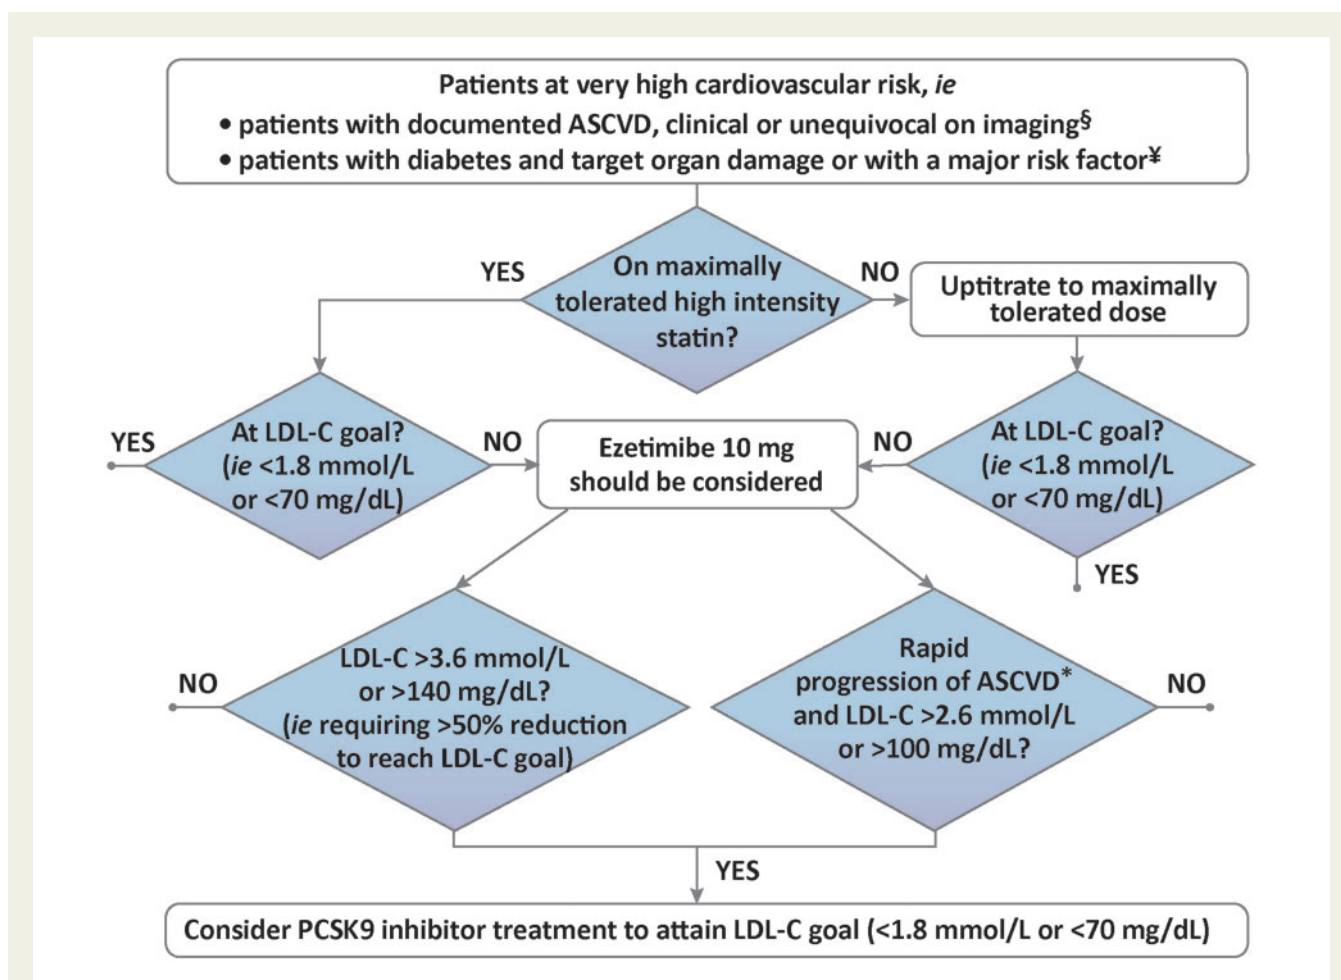 Patients at very high cardiovascular risk, ie
• patients with documented ASCVD, clinical or unequivocal on imaging§
• patients with diabetes and target organ damage or with a major risk factor¥
On maximally
tolerated high intensity
statin?
YES
NO
Uptitrate to maximally
tolerated dose
At LDL-C goal?
(ie <1.8 mmol/L
or <70 mg/dL)
YES
NO
Ezetimibe 10 mg
should be considered
NO
At LDL-C goal?
(ie <1.8 mmol/L
or <70 mg/dL)
YES
LDL-C >3.6 mmol/L
or >140 mg/dL?
(ie requiring >50% reduction
to reach LDL-C goal)
NO
Rapid
progression of ASCVD*
and LDL-C >2.6 mmol/L
or >100 mg/dL?
NO
YES
Consider PCSK9 inhibitor treatment to attain LDL-C goal (<1.8 mmol/L or <70 mg/dL)